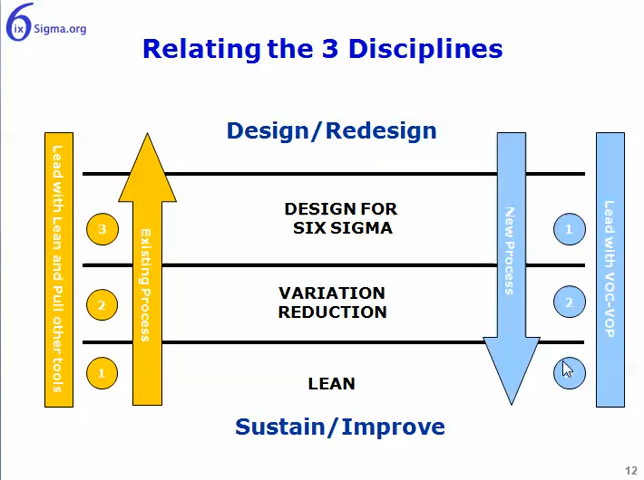 6ix Sigma.org
Relating the 3 Disciplines
Design/Redesign
Lead with Lean and Pull other tools
Existing Process
3
DESIGN FOR
SIX SIGMA
1
2
VARIATION
REDUCTION
2
1
LEAN
New Process
Lead with VOC-VOP
Sustain/Improve
12